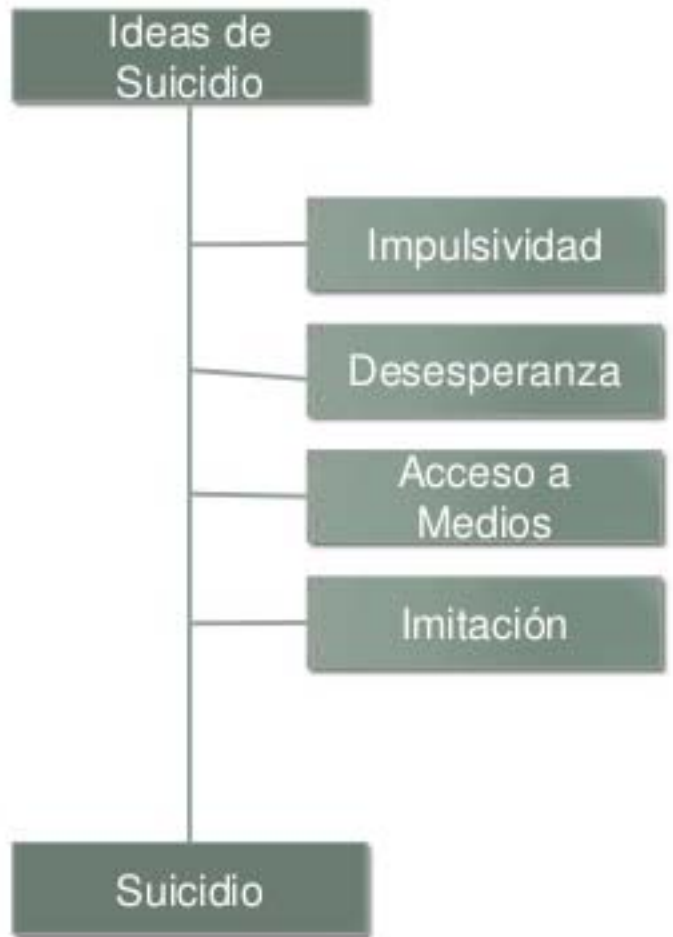 Ideas de
Suicidio
Impulsividad
Desesperanza
Acceso a
Medios
Imitación
Suicidio